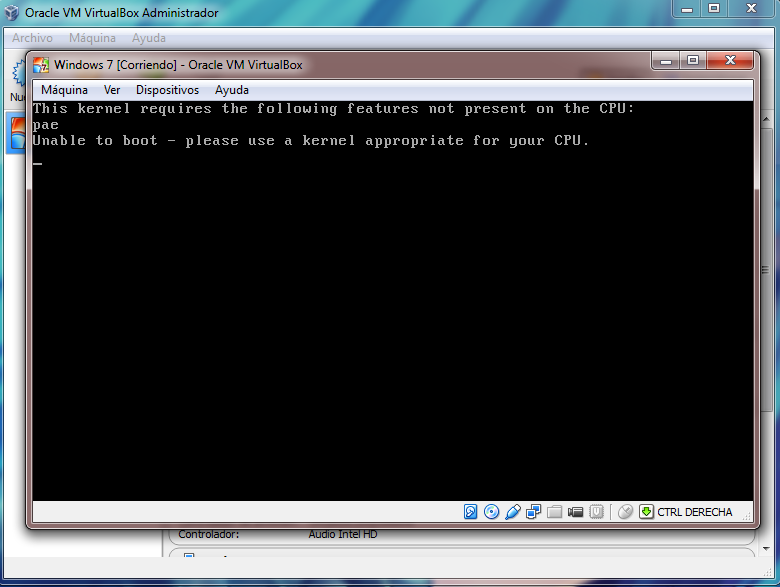 Oracle VM VirtualBox Administrador
Archivo Máquina Ayuda
Windows 7 [Corriendo] - Oracle VM VirtualBox
Máquina Ver Dispositivos Ayuda
This kernel requires the following features not present on the CPU:
pae
Unable to boot - please use a kernel appropriate for your CPU.
CTRL DERECHA
Controlador: Audio Intel HD